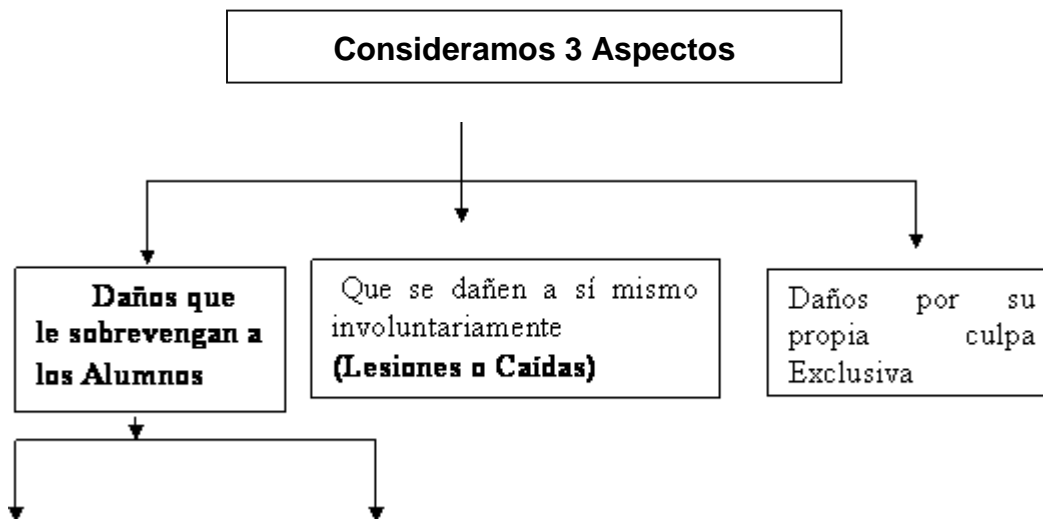 Consideramos 3 Aspectos
Daños que
le sobrevengan a
los Alumnos
Que se dañen a sí mismo
involuntariamente
(Lesiones o Caídas)
Daños por su
propia culpa
Exclusiva